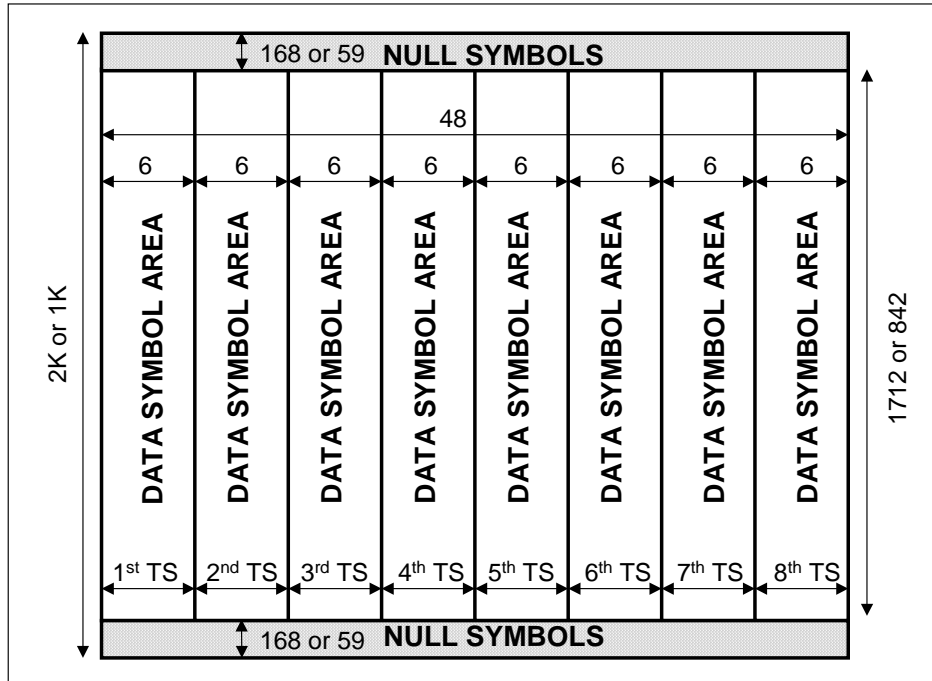 168 or 59 NULL SYMBOLS
48
6 6 6 6 6 6 6 6
DATA SYMBOL AREA
DATA SYMBOL AREA
DATA SYMBOL AREA
DATA SYMBOL AREA
DATA SYMBOL AREA
DATA SYMBOL AREA
DATA SYMBOL AREA
DATA SYMBOL AREA
2K or 1K
1712 or 842
1st TS 2nd TS 3rd TS 4th TS 5th TS 6th TS 7th TS 8th TS
168 or 59 NULL SYMBOLS